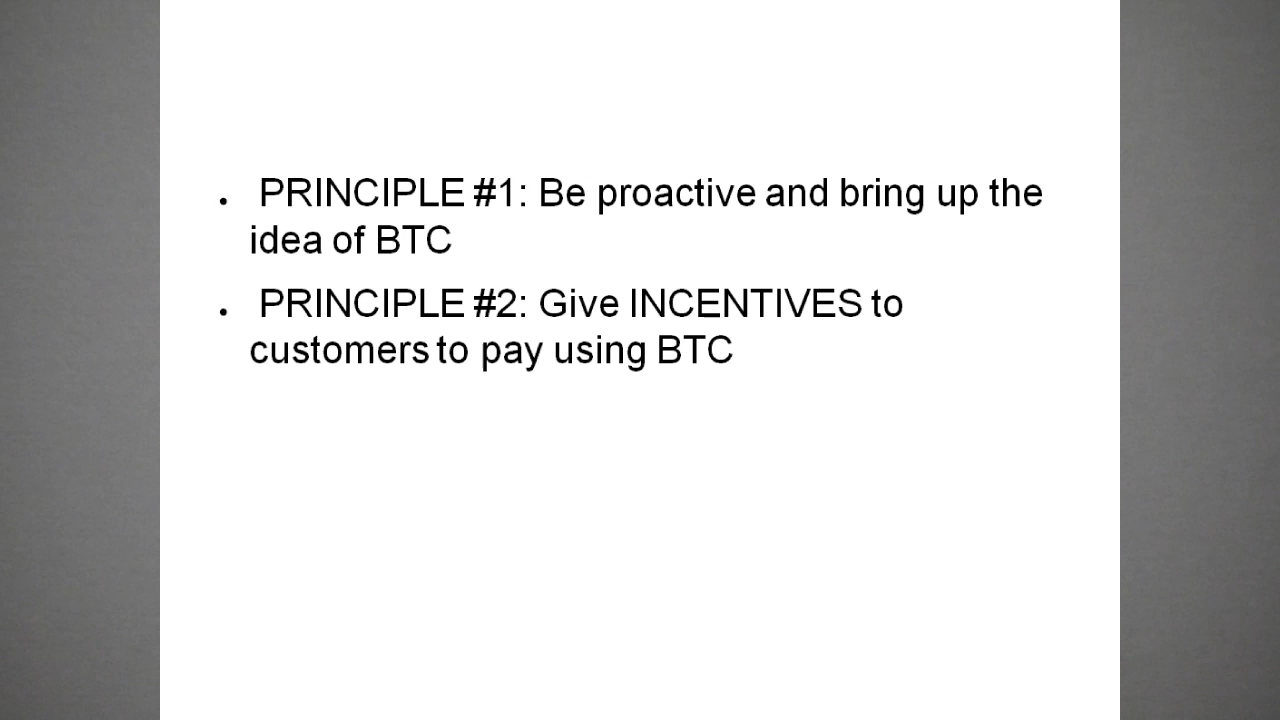 • PRINCIPLE #1: Be proactive and bring up the
idea of BTC
• PRINCIPLE #2: Give INCENTIVES to
customers to pay using BTC